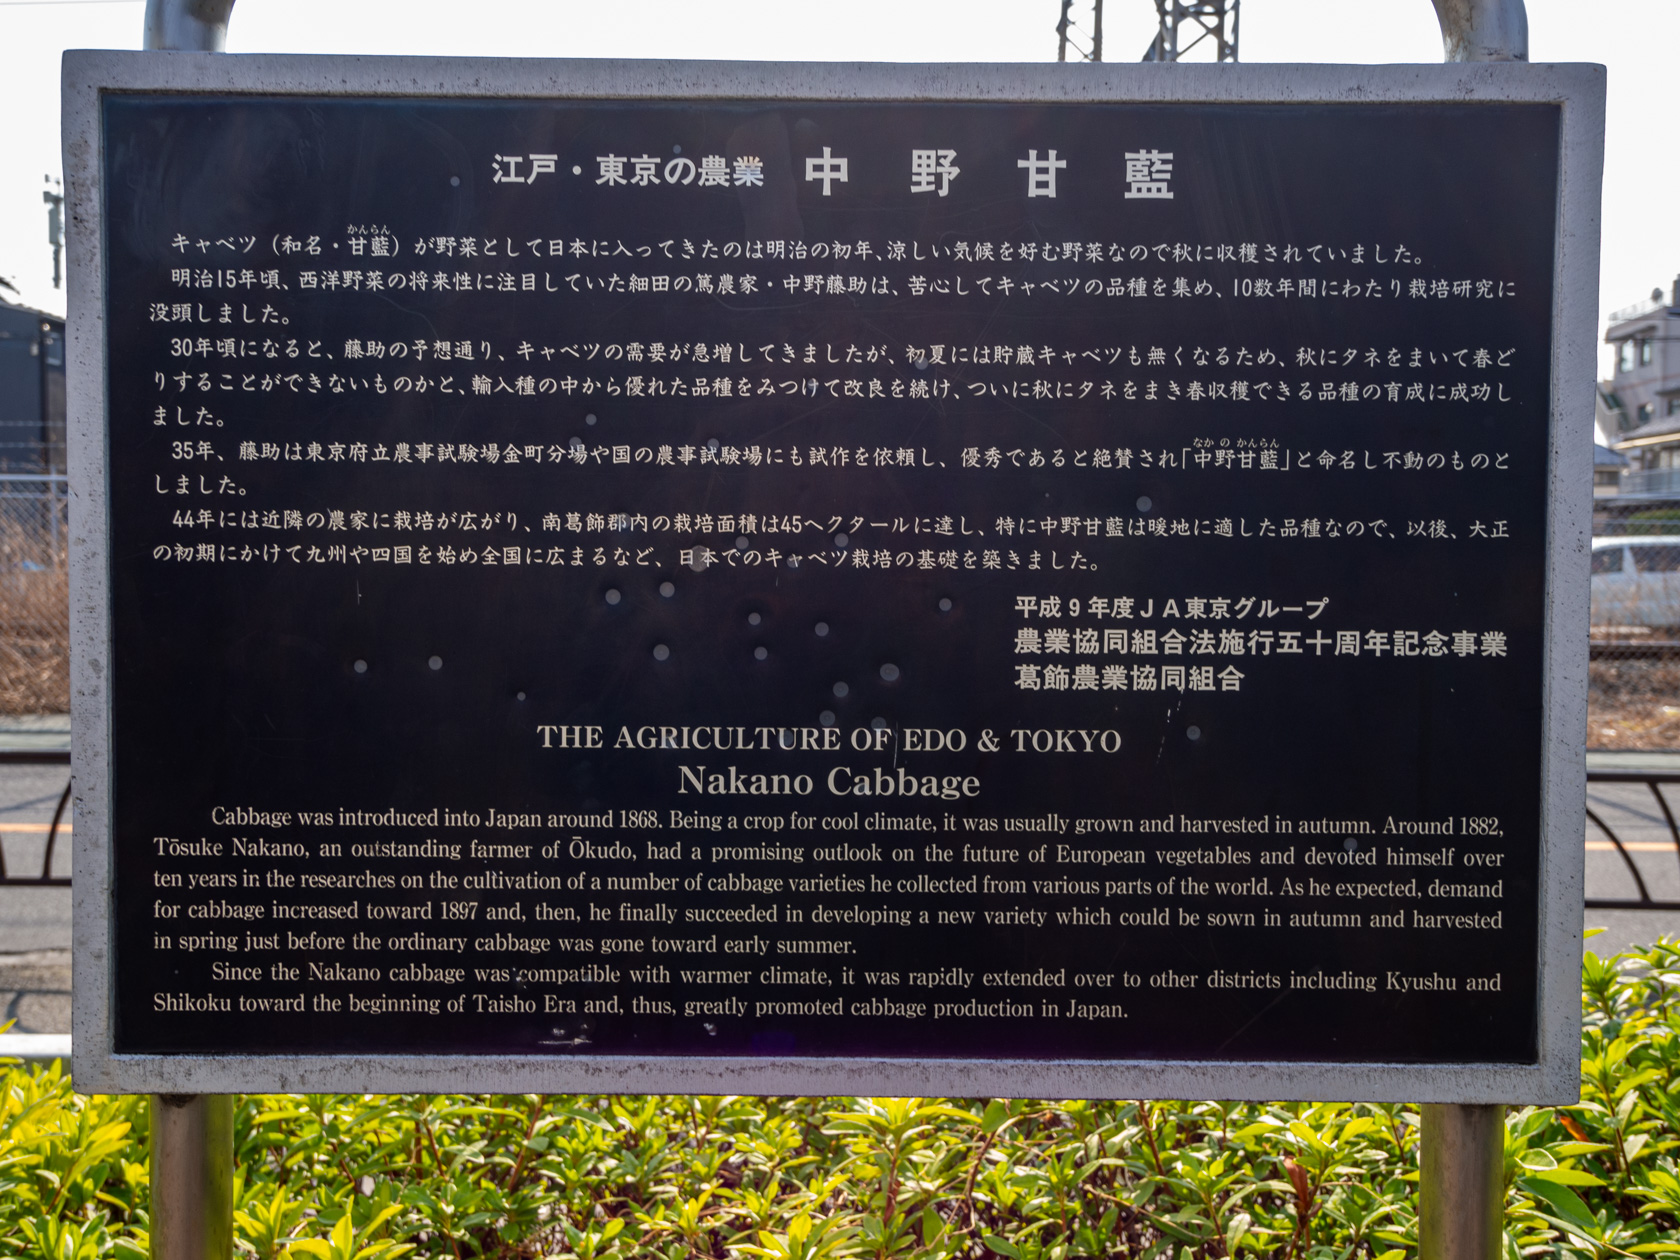 江戸・東京の農業 中野甘藍
キャベツ（和名・甘藍）が野菜として日本に入ってきたのは明治の初年、涼しい気候を好む野菜なので秋に収穫されていました。
明治15年頃、西洋野菜の将来性に注目していた細田の篤農家・中野藤助は、苦心してキャベツの品種を集め、10数年間にわたり栽培研究に
没頭しました。
30年頃になると、藤助の予想通り、キャベツの需要が急増してきましたが、初夏には貯蔵キャベツも無くなるため、秋にタネをまいて春ど
りすることができないものかと、輸入種の中から優れた品種をみつけて改良を続け、ついに秋にタネをまき春収穫できる品種の育成に成功し
ました。
35年、藤助は東京府立農事試験場金町分場や国の農事試験場にも試作を依頼し、優秀であると絶賛され「中野甘藍」と命名し不動のものと
しました。
44年には近隣の農家に栽培が広がり、南葛飾郡内の栽培面積は45ヘクタールに達し、特に中野甘藍は暖地に適した品種なので、以後、大正
の初期にかけて九州や四国を始め全国に広まるなど、日本でのキャベツ栽培の基礎を築きました。
平成9年度JA東京グループ
農業協同組合法施行五十周年記念事業
葛飾農業協同組合
THE AGRICULTURE OF EDO & TOKYO
Nakano Cabbage
Cabbage was introduced into Japan around 1868. Being a crop for cool climate, it was usually grown and harvested in autumn. Around 1882,
Tōsuke Nakano, an outstanding farmer of Ōkudo, had a promising outlook on the future of European vegetables and devoted himself over
ten years in the researches on the cultivation of a number of cabbage varieties he collected from various parts of the world. As he expected, demand
for cabbage increased toward 1897 and, then, he finally succeeded in developing a new variety which could be sown in autumn and harvested
in spring just before the ordinary cabbage was gone toward early summer.
Since the Nakano cabbage was compatible with warmer climate, it was rapidly extended over to other districts including Kyushu and
Shikoku toward the beginning of Taisho Era and, thus, greatly promoted cabbage production in Japan.